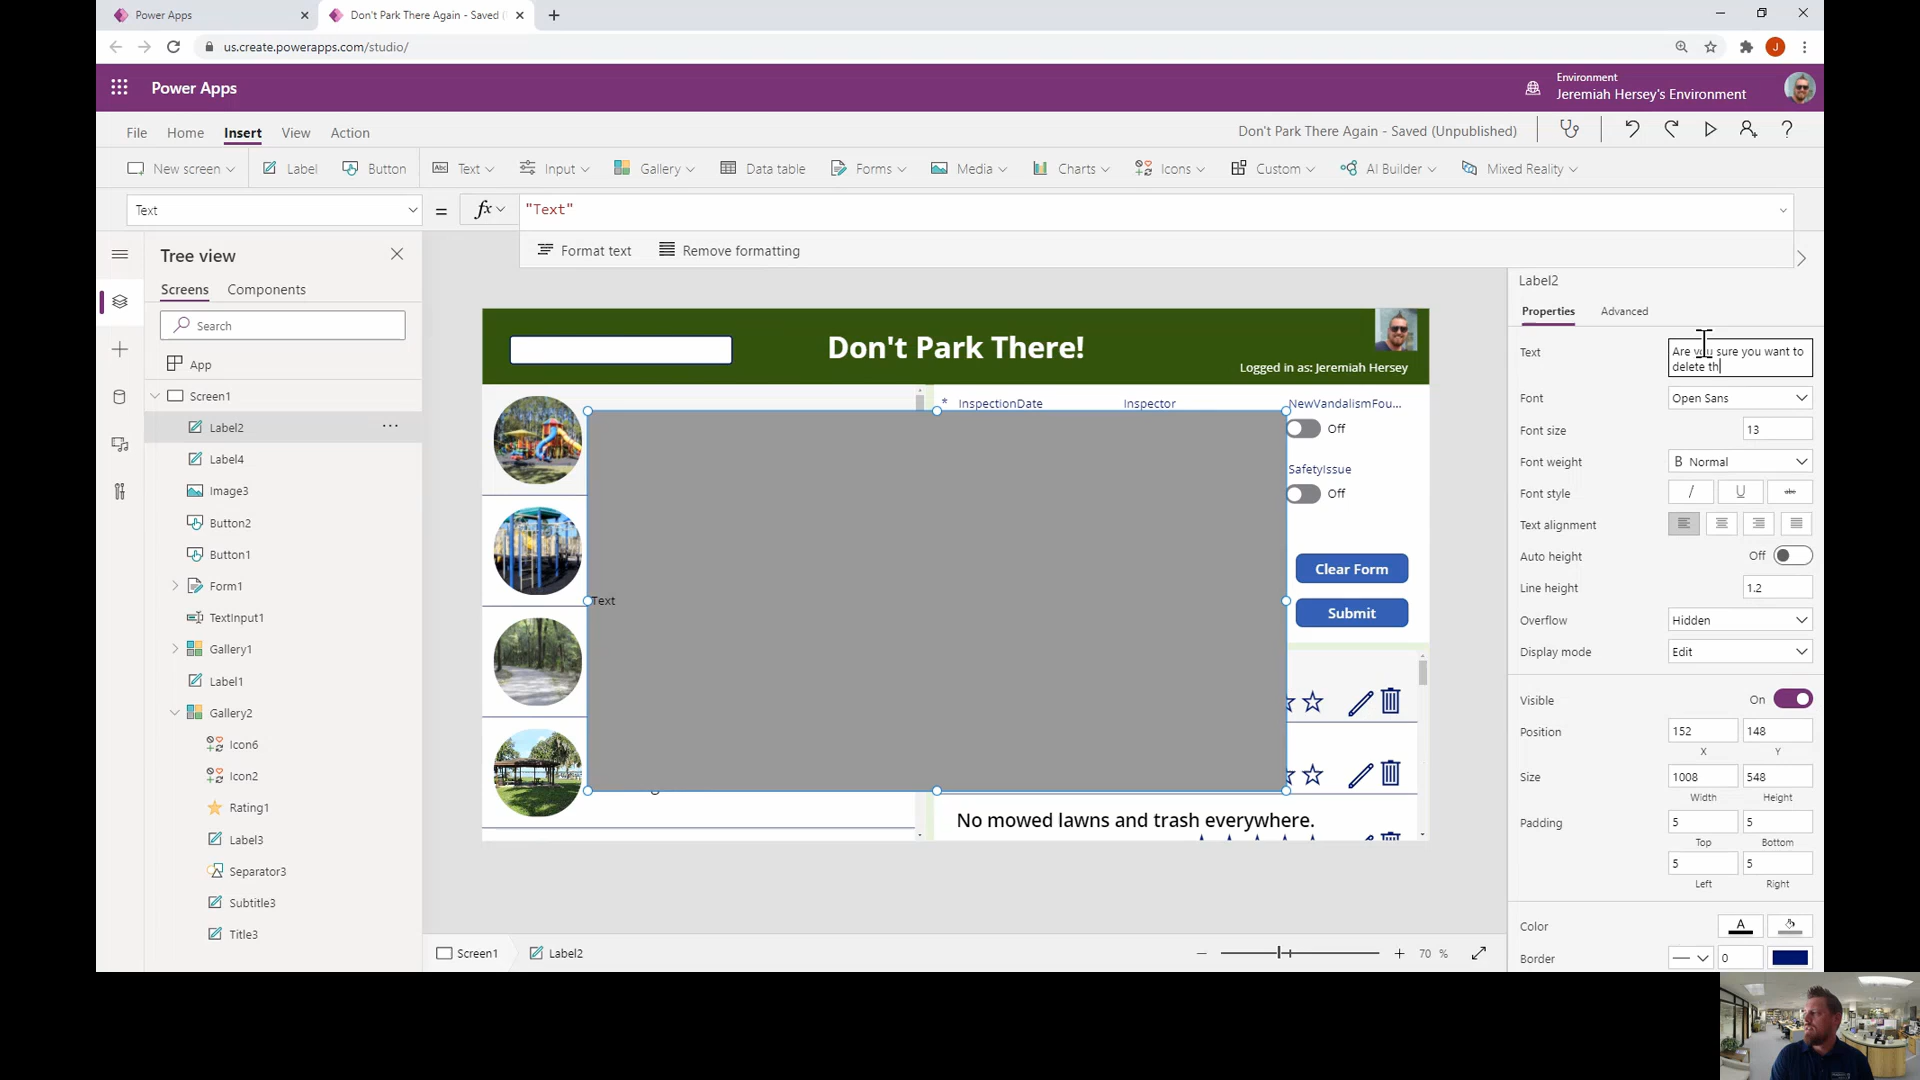 Power Apps
Don't Park There Again - Saved (
us.create.powerapps.com/studio/
J
Power Apps
Environment
Jeremiah Hersey's Environment
File
Home
Insert
View
Action
Don't Park There Again - Saved (Unpublished)
New screen
Label
Button
Text
Input
Gallery
Data table
Forms
Media
Charts
Icons
Custom
AI Builder
Mixed Reality
Text
=
fx
"Text"
Format text
Remove formatting
Tree view
Screens
Components
Search
App
Screen1
Label2
Label4
Image3
Button2
Button1
Form1
TextInput1
Gallery1
Label1
Gallery2
Icon6
Icon2
Rating1
Label3
Separator3
Subtitle3
Title3
Don't Park There!
Logged in as: Jeremiah Hersey
* InspectionDate
Inspector
NewVandalismFou...
Off
SafetyIssue
Off
Text
Clear Form
Submit
No mowed lawns and trash everywhere.
Screen1
Label2
70 %
Label2
Properties
Advanced
Text
Are you sure you want to
delete th
Font
Open Sans
Font size
13
Font weight
B Normal
Font style
/
U
abc
Text alignment
Auto height
Off
Line height
1.2
Overflow
Hidden
Display mode
Edit
Visible
On
Position
152
148
X
Y
Size
1008
548
Width
Height
Padding
5
5
Top
Bottom
5
5
Left
Right
Color
A
Border
0